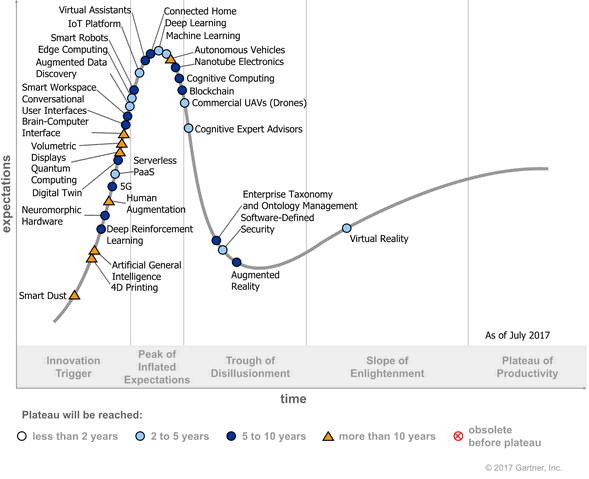 Virtual Assistants
IoT Platform
Smart Robots
Edge Computing
Augmented Data
Discovery
Smart Workspace
Conversational
User Interfaces
Brain-Computer
Interface
Volumetric
Displays
Quantum
Computing
Digital Twin
Neuromorphic
Hardware
Smart Dust
Connected Home
Deep Learning
Machine Learning
Autonomous Vehicles
Nanotube Electronics
Cognitive Computing
Blockchain
Commercial UAVs (Drones)
Cognitive Expert Advisors
Serverless
PaaS
5G
Human
Augmentation
Deep Reinforcement
Learning
Artificial General
Intelligence
4D Printing
Enterprise Taxonomy
and Ontology Management
Software-Defined
Security
Augmented
Reality
Virtual Reality
As of July 2017
expectations
Innovation
Trigger
Peak of
Inflated
Expectations
Trough of
Disillusionment
Slope of
Enlightenment
Plateau of
Productivity
time
Plateau will be reached:
less than 2 years
2 to 5 years
5 to 10 years
more than 10 years
obsolete
before plateau
© 2017 Gartner, Inc.